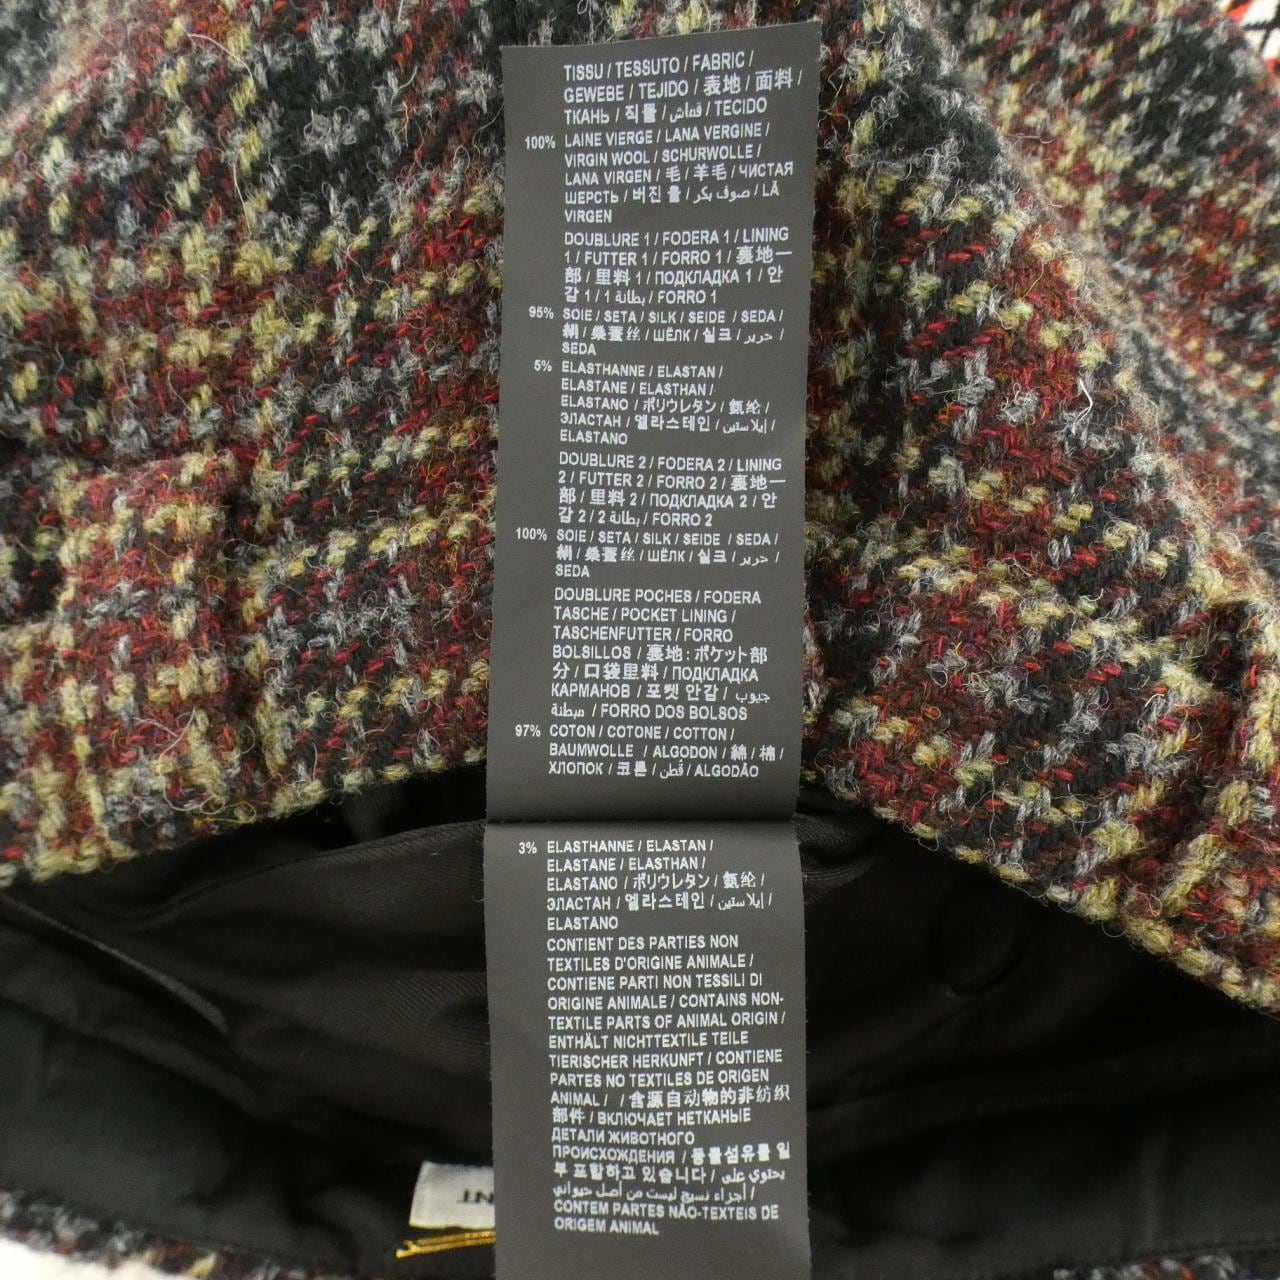 TISSU / TESSUTO / FABRIC /
GEWEBE / TEJIDO / 表地 / 面料 /
ТКАНЬ / 직물 / قماش / TECIDO
100% LAINE VIERGE / LANA VERGINE /
VIRGIN WOOL / SCHURWOLLE /
LANA VIRGEN / 毛 / 羊毛 / ЧИСТАЯ
ШЕРСТЬ / 버진 울 / صوف بكر / LÃ
VIRGEN
DOUBLURE 1 / FODERA 1 / LINING
1 / FUTTER 1 / FORRO 1 / 裏地一
部 / 里料 1 / ПОДКЛАДКА 1 / 안
감 1 / بطانة 1 / FORRO 1
95% SOIE / SETA / SILK / SEIDE / SEDA /
絹 / 桑蚕丝 / ШЁЛК / 실크 / حرير /
SEDA
5% ELASTHANNE / ELASTAN /
ELASTANE / ELASTHAN /
ELASTANO / ポリウレタン / 氨纶 /
ЭЛАСТАН / 엘라스테인 / إيلاستين /
ELASTANO
DOUBLURE 2 / FODERA 2 / LINING
2 / FUTTER 2 / FORRO 2 / 裏地一
部 / 里料 2 / ПОДКЛАДКА 2 / 안
감 2 / بطانة 2 / FORRO 2
100% SOIE / SETA / SILK / SEIDE / SEDA /
絹 / 桑蚕丝 / ШЁЛК / 실크 / حرير /
SEDA
DOUBLURE POCHES / FODERA
TASCHE / POCKET LINING /
TASCHENFUTTER / FORRO
BOLSILLOS / 裏地:ポケット部
分 / 口袋里料 / ПОДКЛАДКА
КАРМАНОВ / 포켓 안감 / جيوب
مبطنة / FORRO DOS BOLSOS
97% COTON / COTONE / COTTON /
BAUMWOLLE / ALGODON / 綿 / 棉 /
ХЛОПОК / 코튼 / قُطن / ALGODÃO
3% ELASTHANNE / ELASTAN /
ELASTANE / ELASTHAN /
ELASTANO / ポリウレタン / 氨纶 /
ЭЛАСТАН / 엘라스테인 / إيلاستين /
ELASTANO
CONTIENT DES PARTIES NON
TEXTILES D'ORIGINE ANIMALE /
CONTIENE PARTI NON TESSILI DI
ORIGINE ANIMALE / CONTAINS NON-
TEXTILE PARTS OF ANIMAL ORIGIN /
ENTHÄLT NICHTTEXTILE TEILE
TIERISCHER HERKUNFT / CONTIENE
PARTES NO TEXTILES DE ORIGEN
ANIMAL / / 含源自动物的非纺织
部件 / ВКЛЮЧАЕТ НЕТКАНЫЕ
ДЕТАЛИ ЖИВОТНОГО
ПРОИСХОЖДЕНИЯ / 동물섬유를 일
부 포함하고 있습니다 / يحتوي على
أجزاء نسيج ليست من أصل حيواني /
CONTEM PARTES NÃO-TEXTEIS DE
ORIGEM ANIMAL
NT